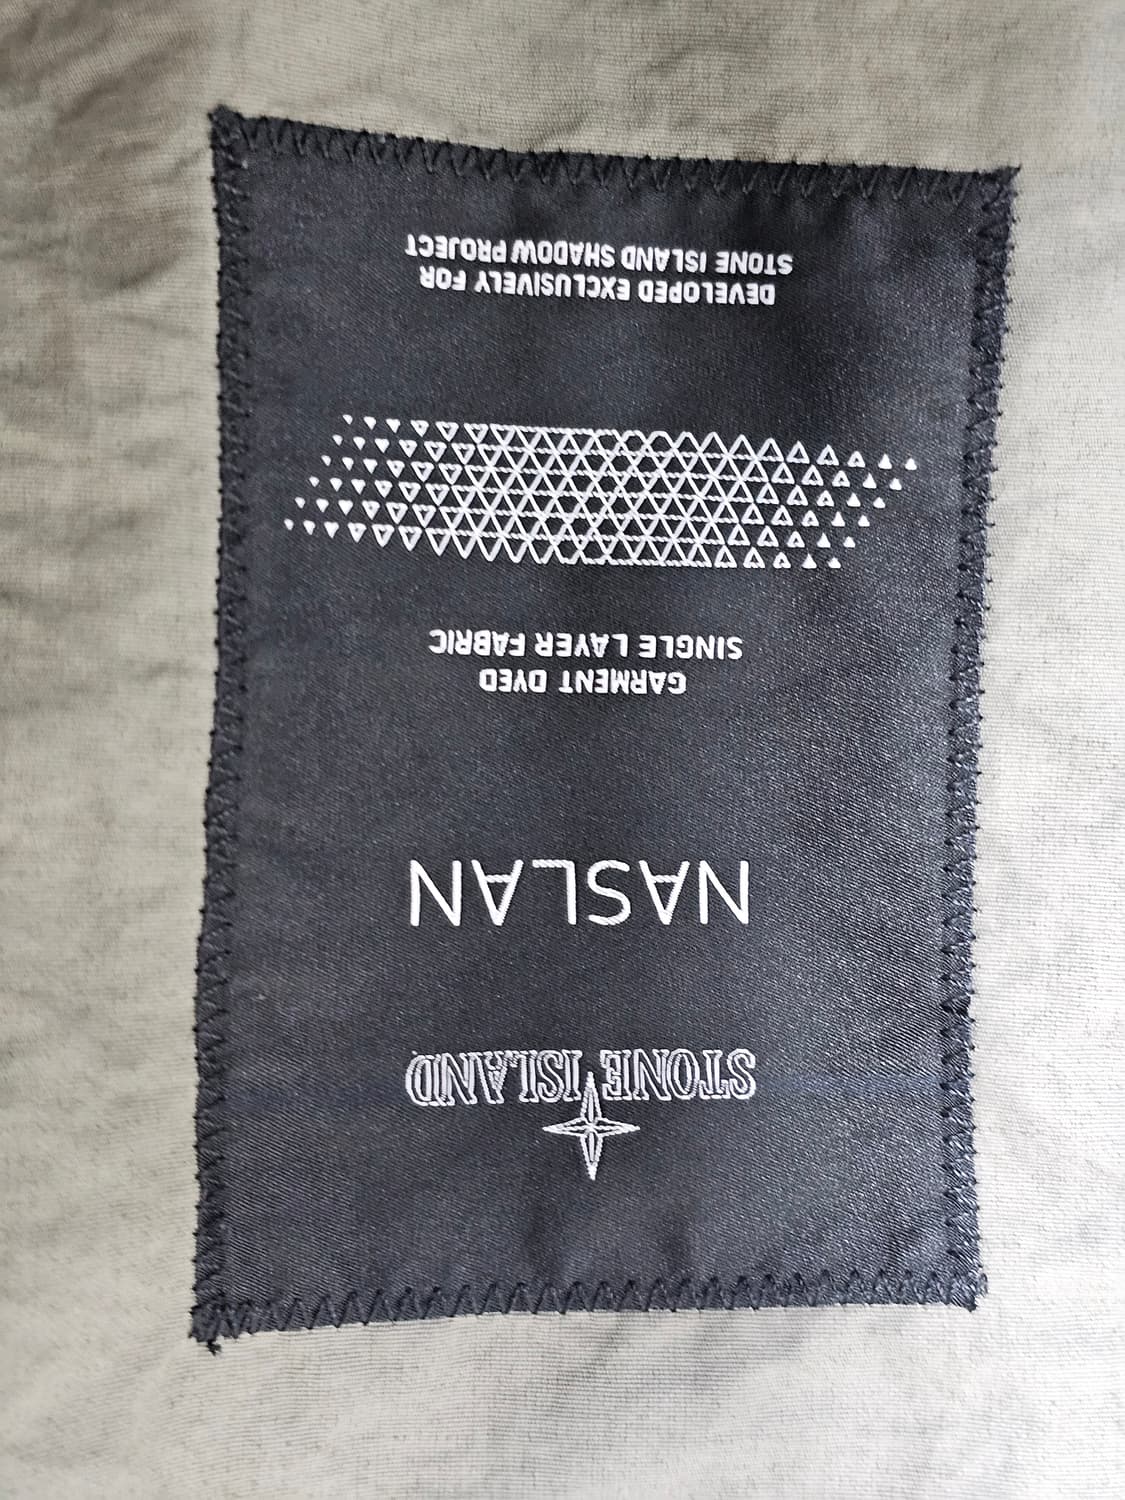 STONE ISLAND
NASLAN
GARMENT DYED
SINGLE LAYER FABRIC
DEVELOPED EXCLUSIVELY FOR
STONE ISLAND SHADOW PROJECT